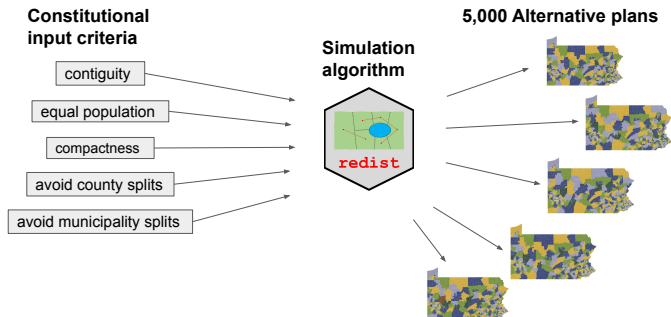 Constitutional
input criteria
contiguity
equal population
compactness
avoid county splits
avoid municipality splits
Simulation
algorithm
redist
5,000 Alternative plans